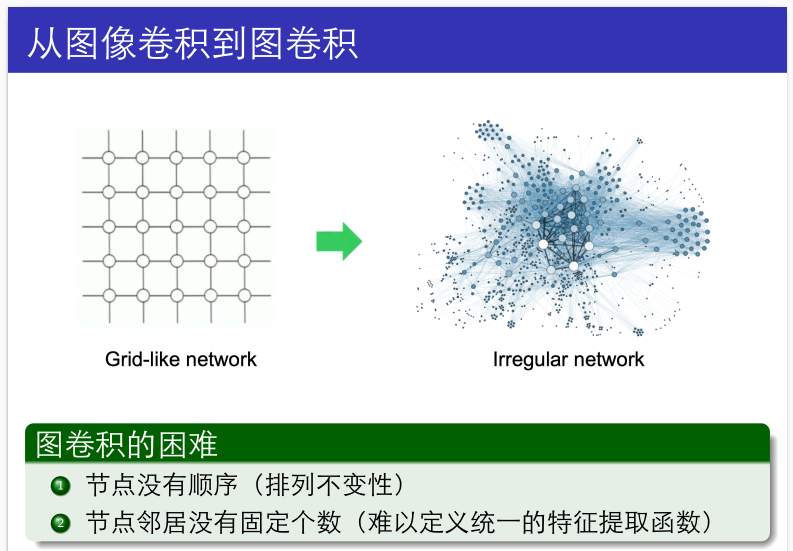 从图像卷积到图卷积
Grid-like network
Irregular network
图卷积的困难
1 节点没有顺序（排列不变性）
2 节点邻居没有固定个数（难以定义统一的特征提取函数）